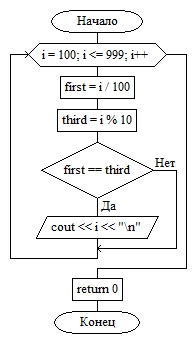 Начало
i = 100; i <= 999; i++
first = i / 100
third = i % 10
first == third
Нет
Да
cout << i << "\n"
return 0
Конец